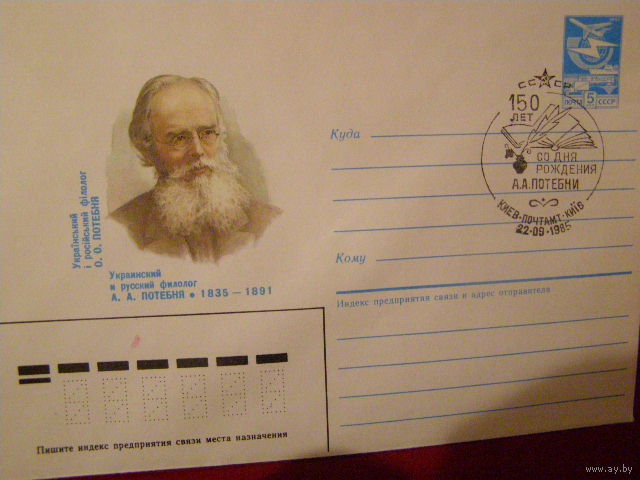 Український
і російський філолог
О. О. ПОТЕБНЯ
Украинский
и русский филолог
А. А. ПОТЕБНЯ • 1835 — 1891
ПОЧТА 5 СССР
СССР
150
ЛЕТ
СО ДНЯ
РОЖДЕНИЯ
А.А.ПОТЕБНИ
КИЕВ-ПОЧТАМТ-КИЇВ
22-09-1985
Куда
Кому
Индекс предприятия связи и адрес отправителя
Пишите индекс предприятия связи места назначения
www.ay.by